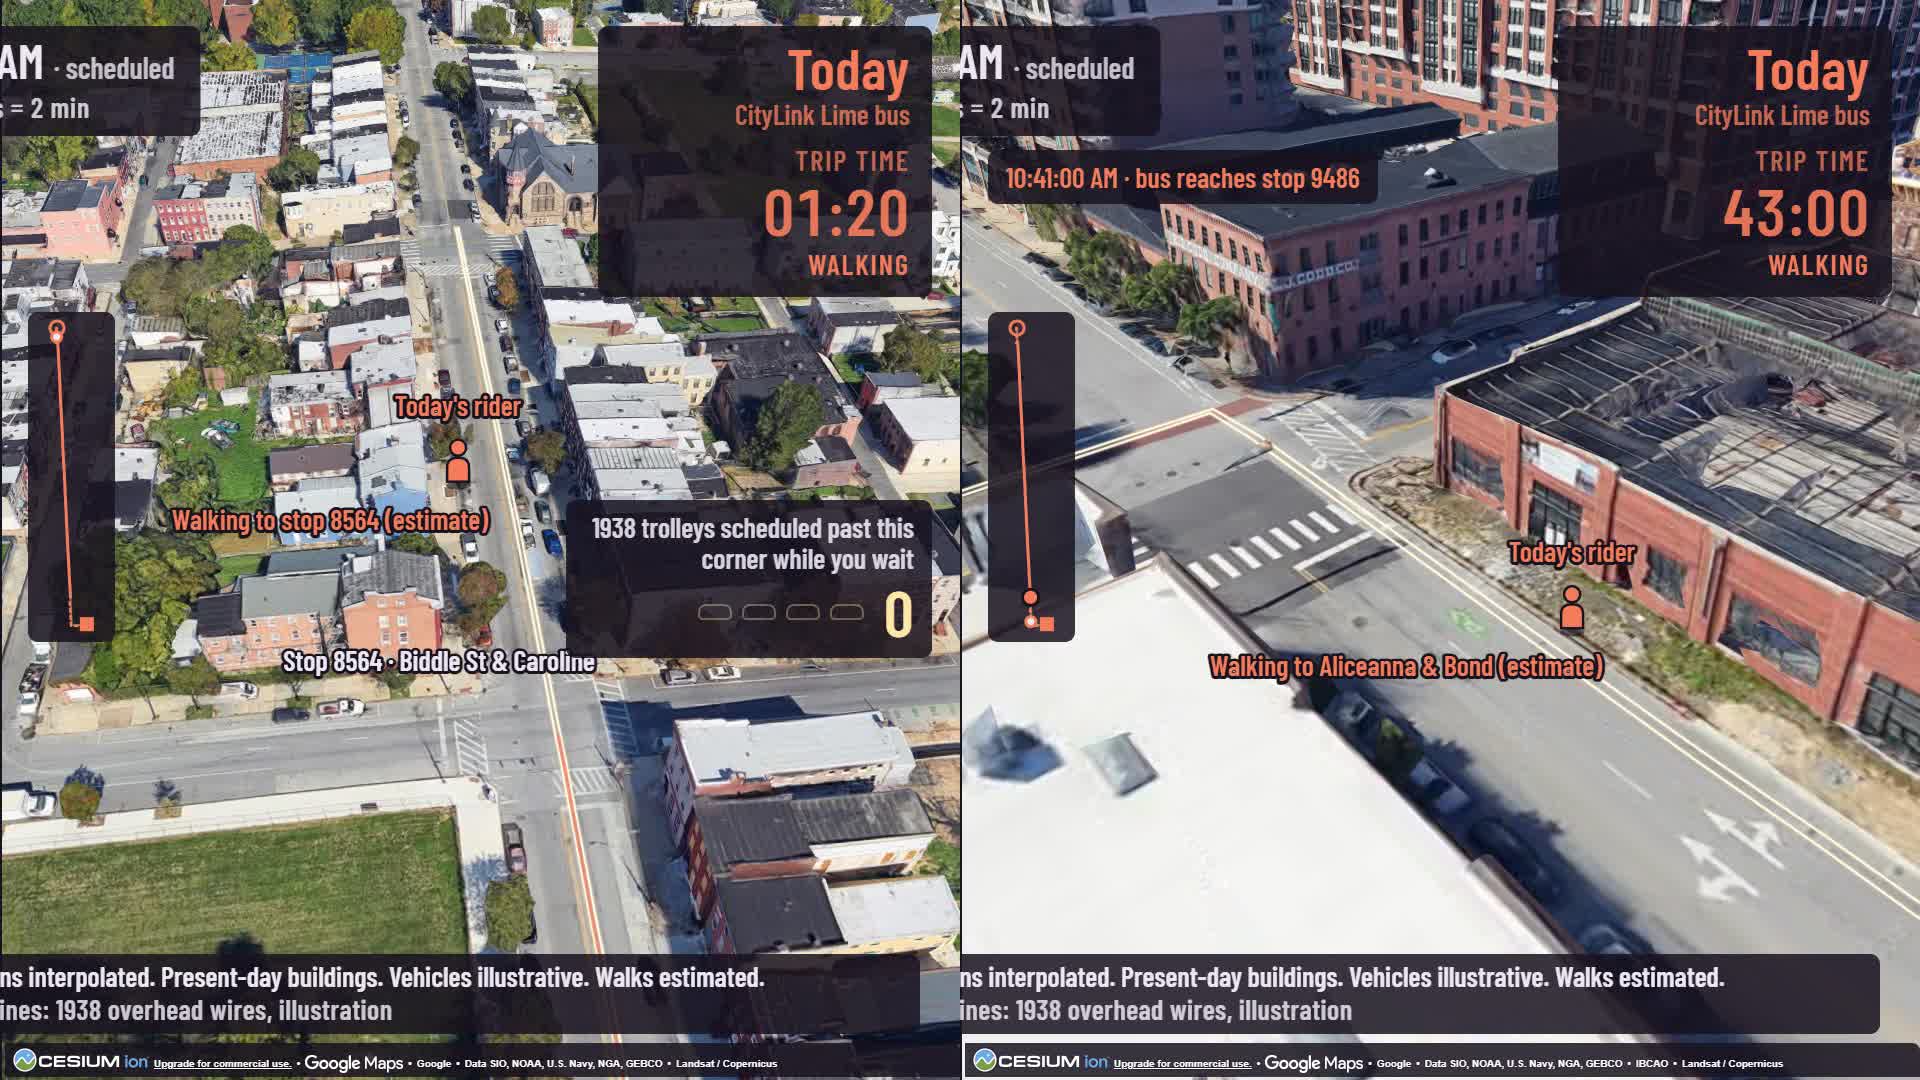 AM · scheduled
s = 2 min
Today
CityLink Lime bus
TRIP TIME
01:20
WALKING
Today's rider
Walking to stop 8564 (estimate)
1938 trolleys scheduled past this
corner while you wait
0
Stop 8564 · Biddle St & Caroline
ns interpolated. Present-day buildings. Vehicles illustrative. Walks estimated.
ines: 1938 overhead wires, illustration
CESIUM ion Upgrade for commercial use. · Google Maps · Google · Data SIO, NOAA, U.S. Navy, NGA, GEBCO · Landsat / Copernicus
AM · scheduled
s = 2 min
10:41:00 AM · bus reaches stop 9486
Today
CityLink Lime bus
TRIP TIME
43:00
WALKING
Today's rider
Walking to Aliceanna & Bond (estimate)
ns interpolated. Present-day buildings. Vehicles illustrative. Walks estimated.
ines: 1938 overhead wires, illustration
CESIUM ion Upgrade for commercial use. · Google Maps · Google · Data SIO, NOAA, U.S. Navy, NGA, GEBCO · IBCAO · Landsat / Copernicus